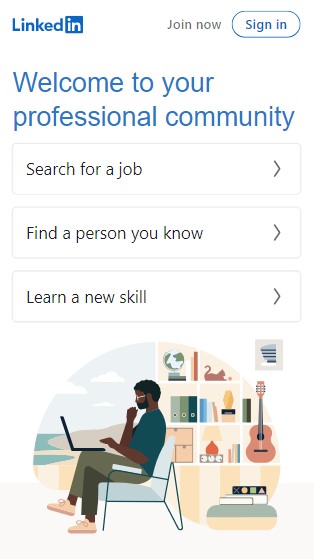 LinkedIn
Join now
Sign in
Welcome to your
professional community
Search for a job
Find a person you know
Learn a new skill